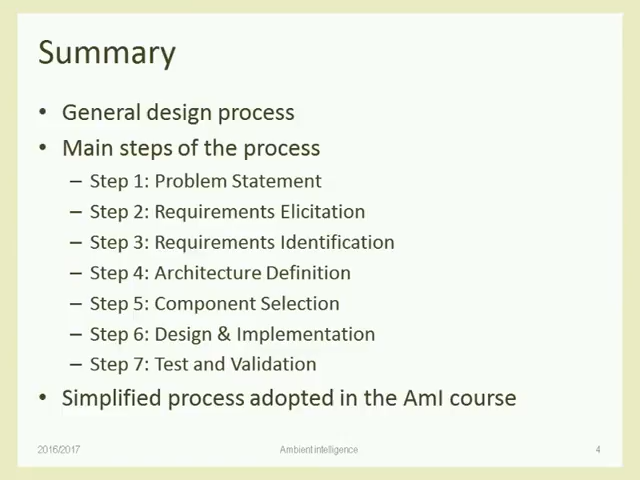 Summary
• General design process
• Main steps of the process
– Step 1: Problem Statement
– Step 2: Requirements Elicitation
– Step 3: Requirements Identification
– Step 4: Architecture Definition
– Step 5: Component Selection
– Step 6: Design & Implementation
– Step 7: Test and Validation
• Simplified process adopted in the AmI course
2016/2017 Ambient intelligence 4